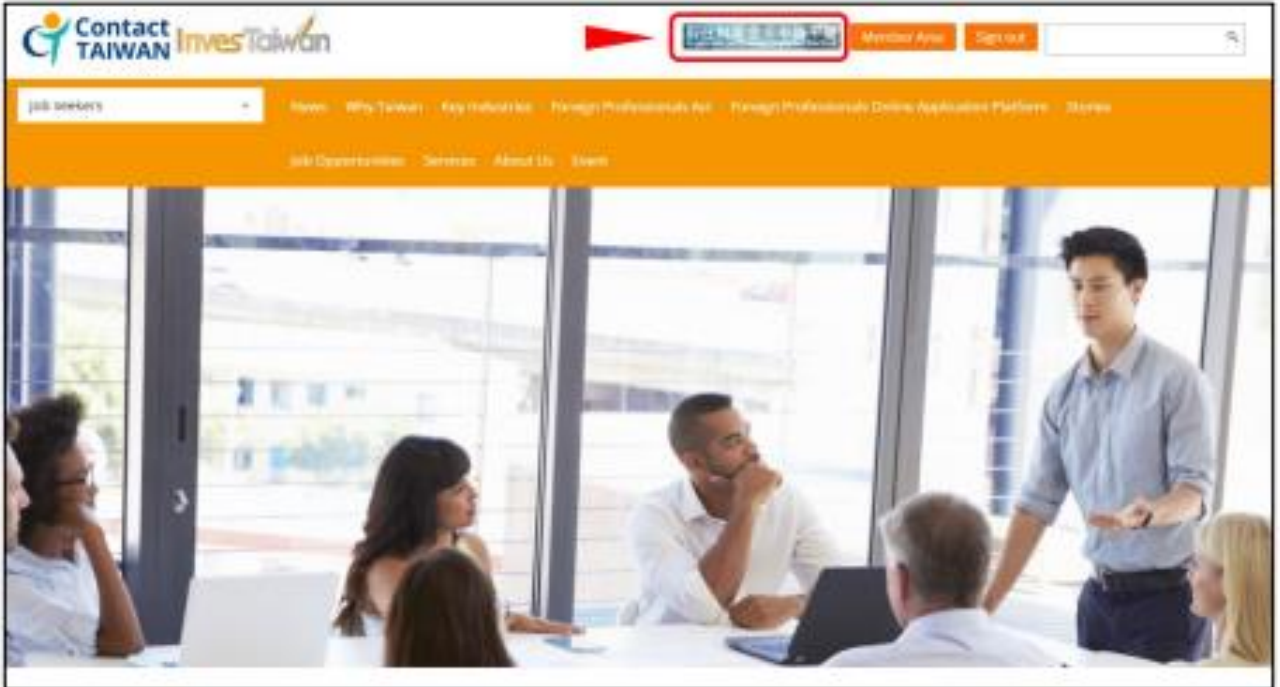 Contact
TAIWAN
InvesTaiwan
Member Area
Sign out
Job seekers
News Why Taiwan Key Industries Foreign Professionals Act Foreign Professionals Online Application Platform Stories
Job Opportunities Services About Us Event